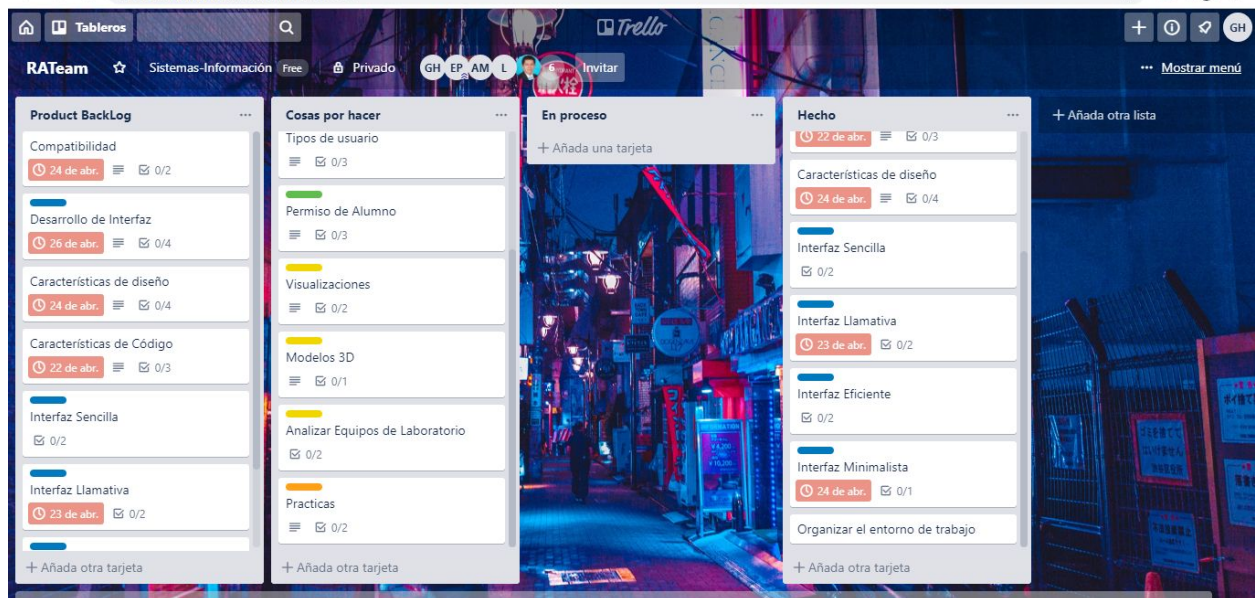 Tableros
Trello
GH
RATeam
Sistemas-Información
Free
Privado
GH EP AM L
6
Invitar
Mostrar menú
Product BackLog
Compatibilidad
24 de abr. 0/2
Desarrollo de Interfaz
26 de abr. 0/4
Características de diseño
24 de abr. 0/4
Características de Código
22 de abr. 0/3
Interfaz Sencilla
0/2
Interfaz Llamativa
23 de abr. 0/2
+ Añada otra tarjeta
Cosas por hacer
Tipos de usuario
0/3
Permiso de Alumno
0/3
Visualizaciones
0/2
Modelos 3D
0/1
Analizar Equipos de Laboratorio
0/2
Practicas
0/2
+ Añada otra tarjeta
En proceso
+ Añada una tarjeta
Hecho
22 de abr. 0/3
Características de diseño
24 de abr. 0/4
Interfaz Sencilla
0/2
Interfaz Llamativa
23 de abr. 0/2
Interfaz Eficiente
0/2
Interfaz Minimalista
24 de abr. 0/1
Organizar el entorno de trabajo
+ Añada otra tarjeta
+ Añada otra lista